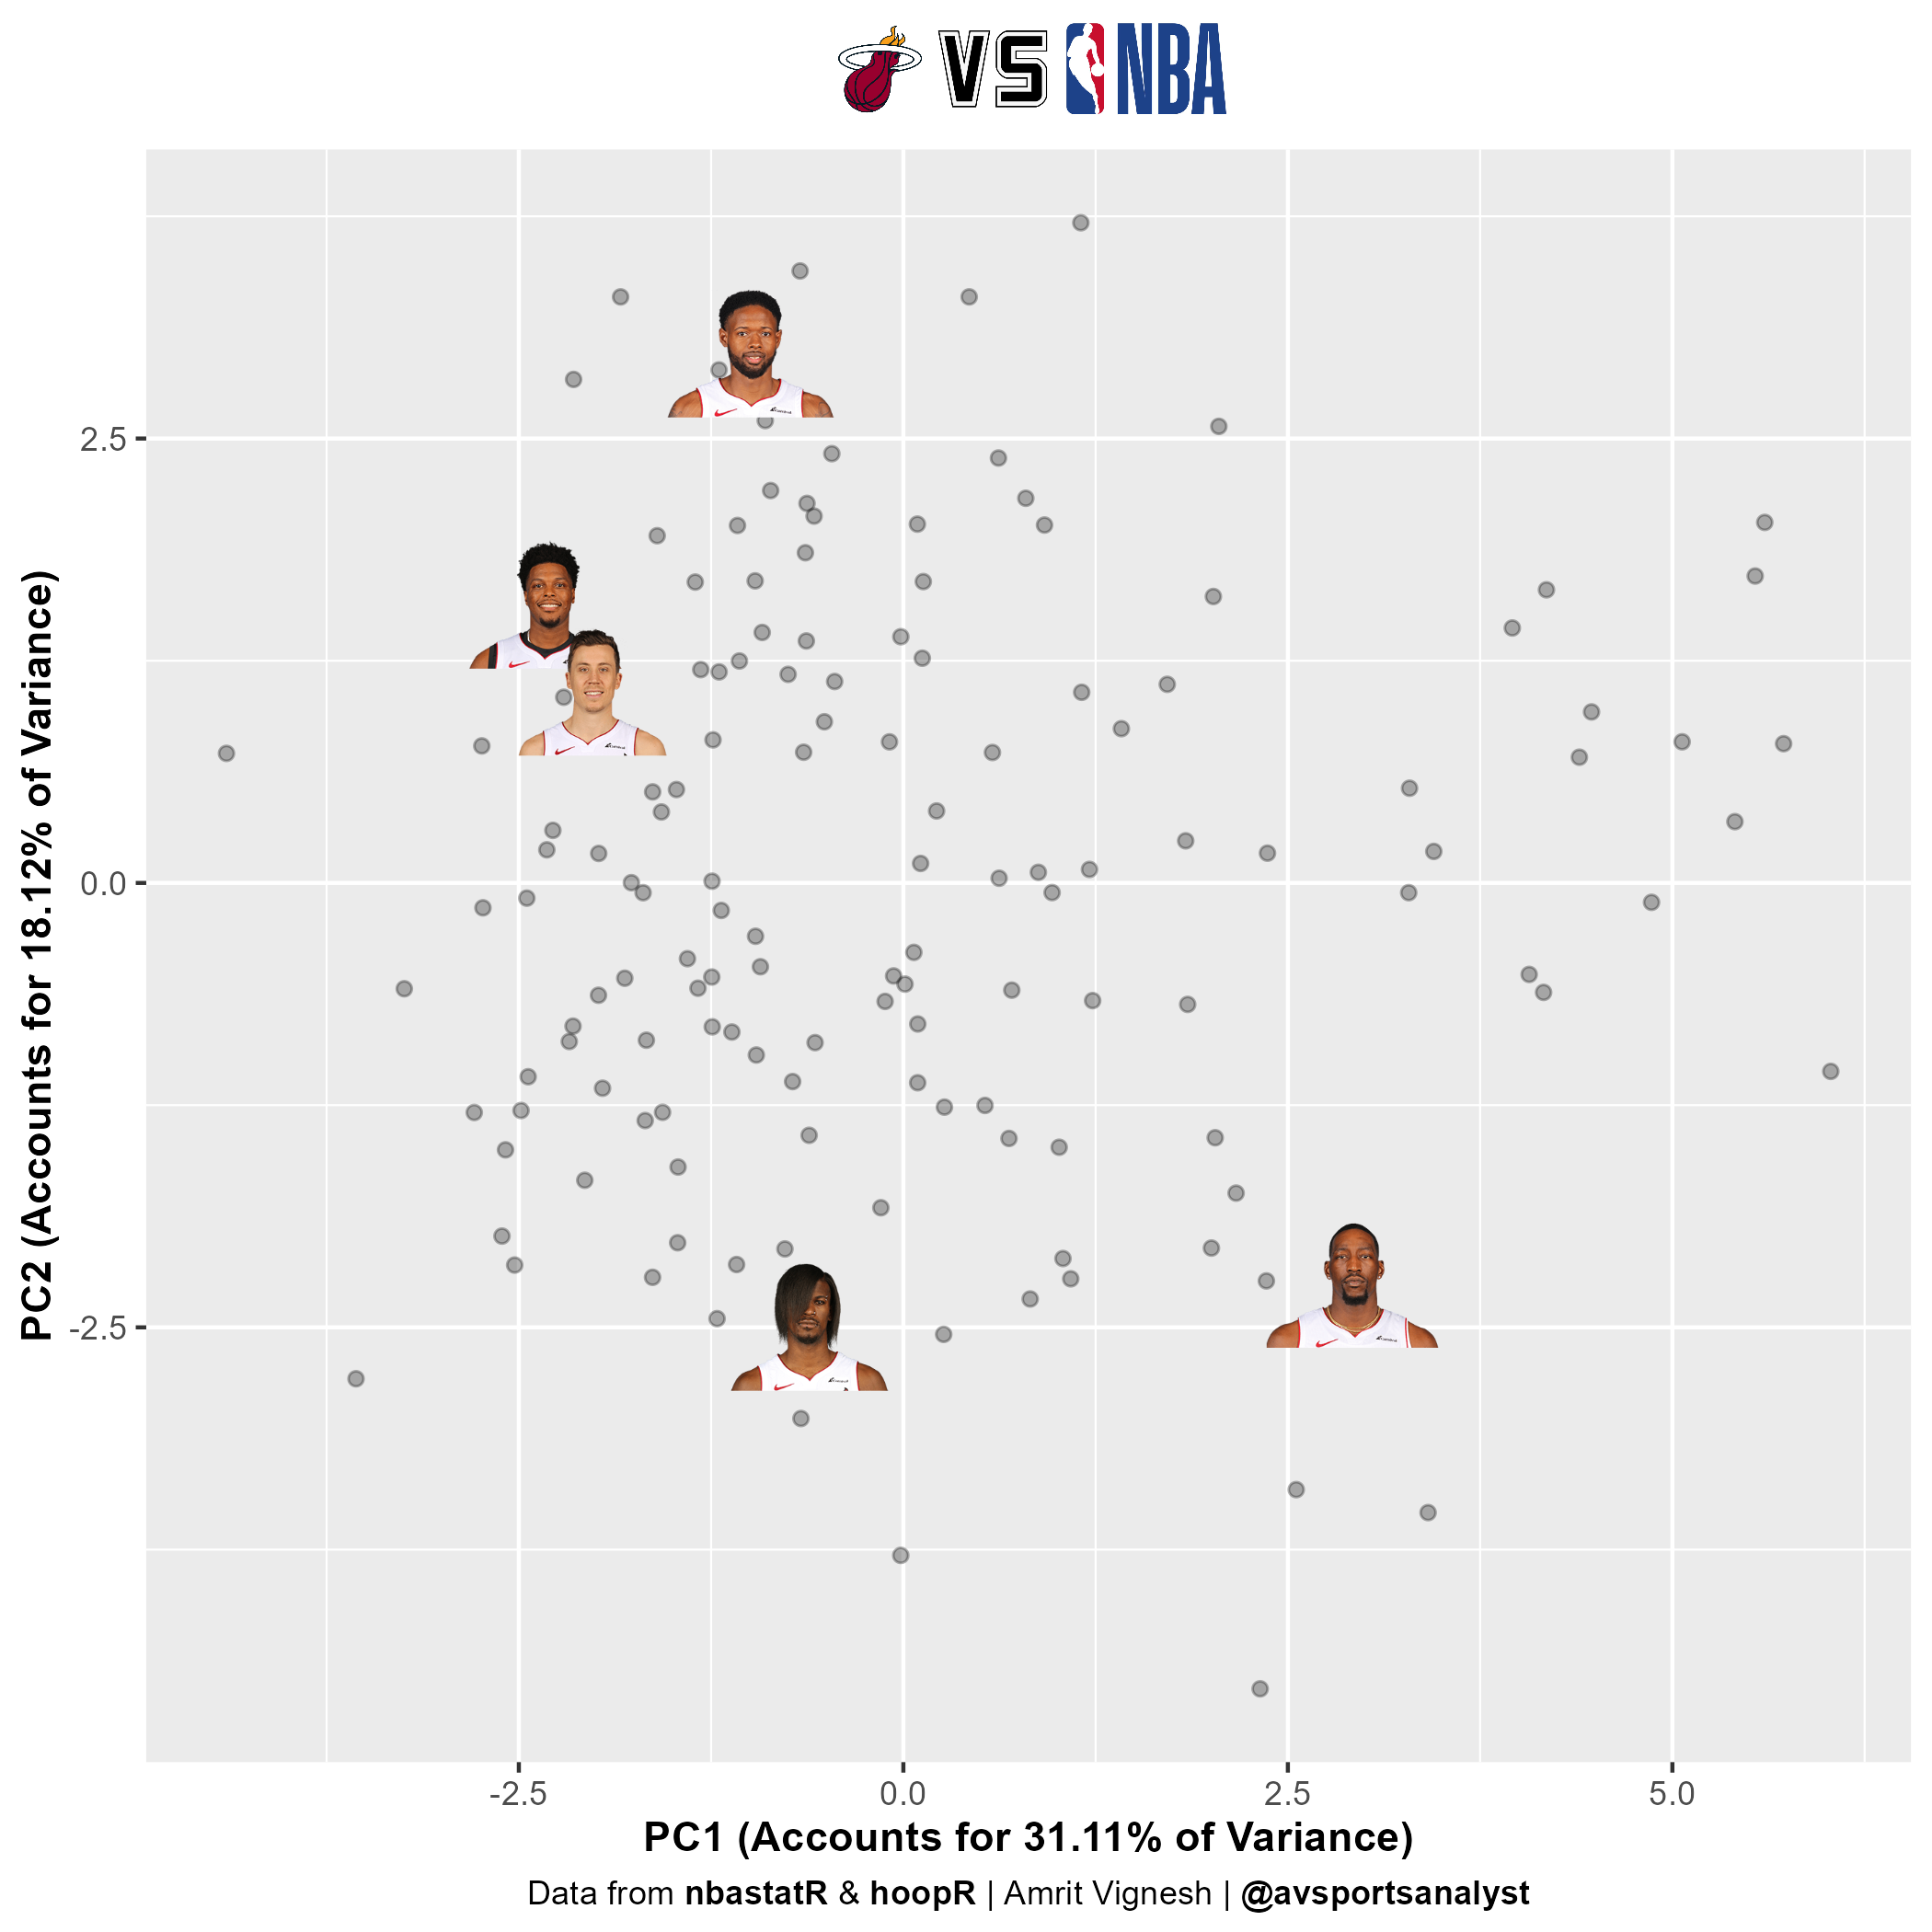 VS NBA
PC2 (Accounts for 18.12% of Variance)
2.5
0.0
-2.5
-2.5 0.0 2.5 5.0
PC1 (Accounts for 31.11% of Variance)
Data from nbastatR & hoopR | Amrit Vignesh | @avsportsanalyst